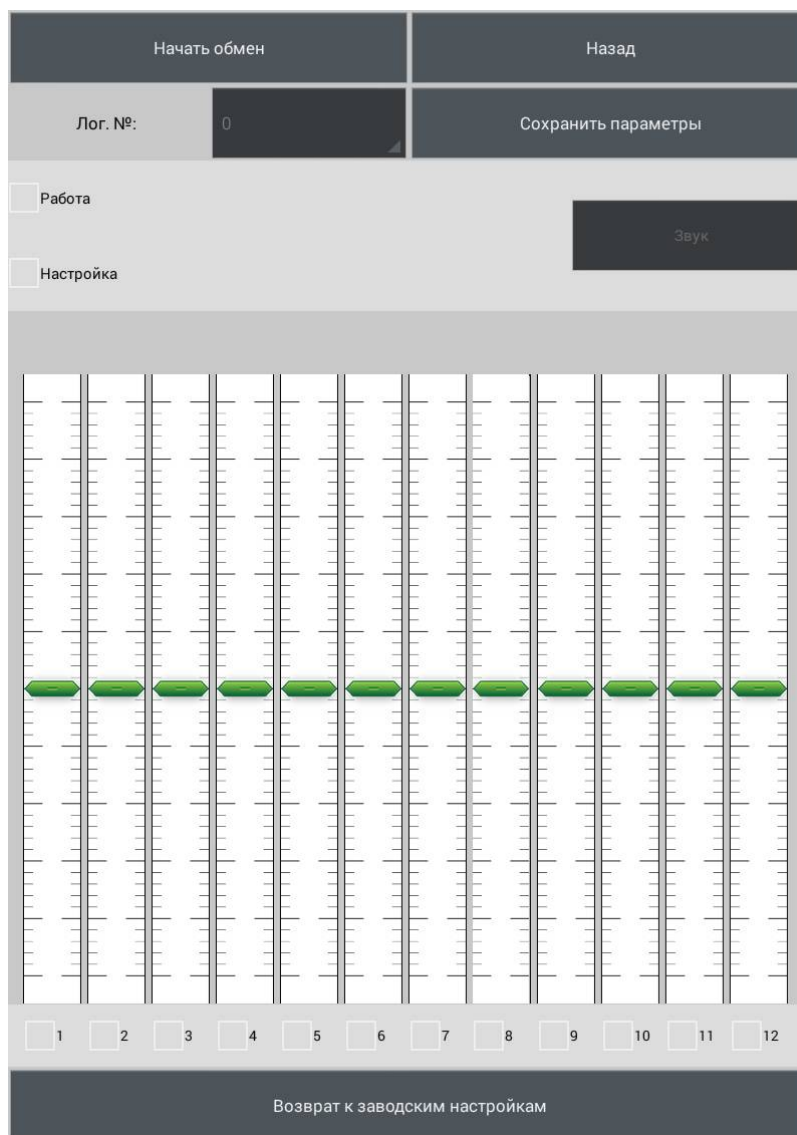 Начать обмен
Назад
Лог. №:
0
Сохранить параметры
Работа
Звук
Настройка
1 2 3 4 5 6 7 8 9 10 11 12
Возврат к заводским настройкам